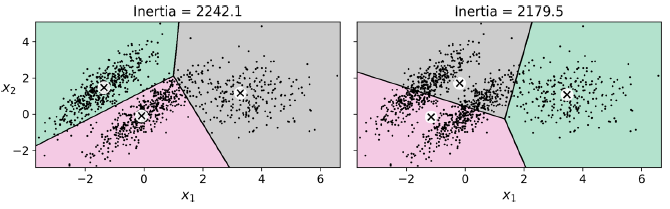 Inertia = 2242.1
Inertia = 2179.5
x2
4
2
0
−2
−2 0 2 4 6
−2 0 2 4 6
x1
x1